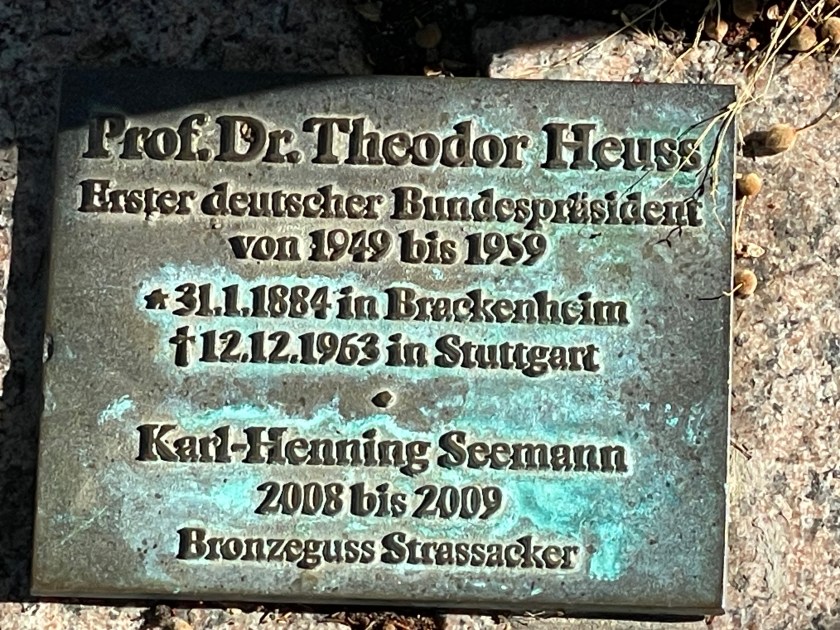 Prof. Dr. Theodor Heuss
Erster deutscher Bundespräsident
von 1949 bis 1959
* 31.1.1884 in Brackenheim
† 12.12.1963 in Stuttgart
•
Karl-Henning Seemann
2008 bis 2009
Bronzeguss Strassacker